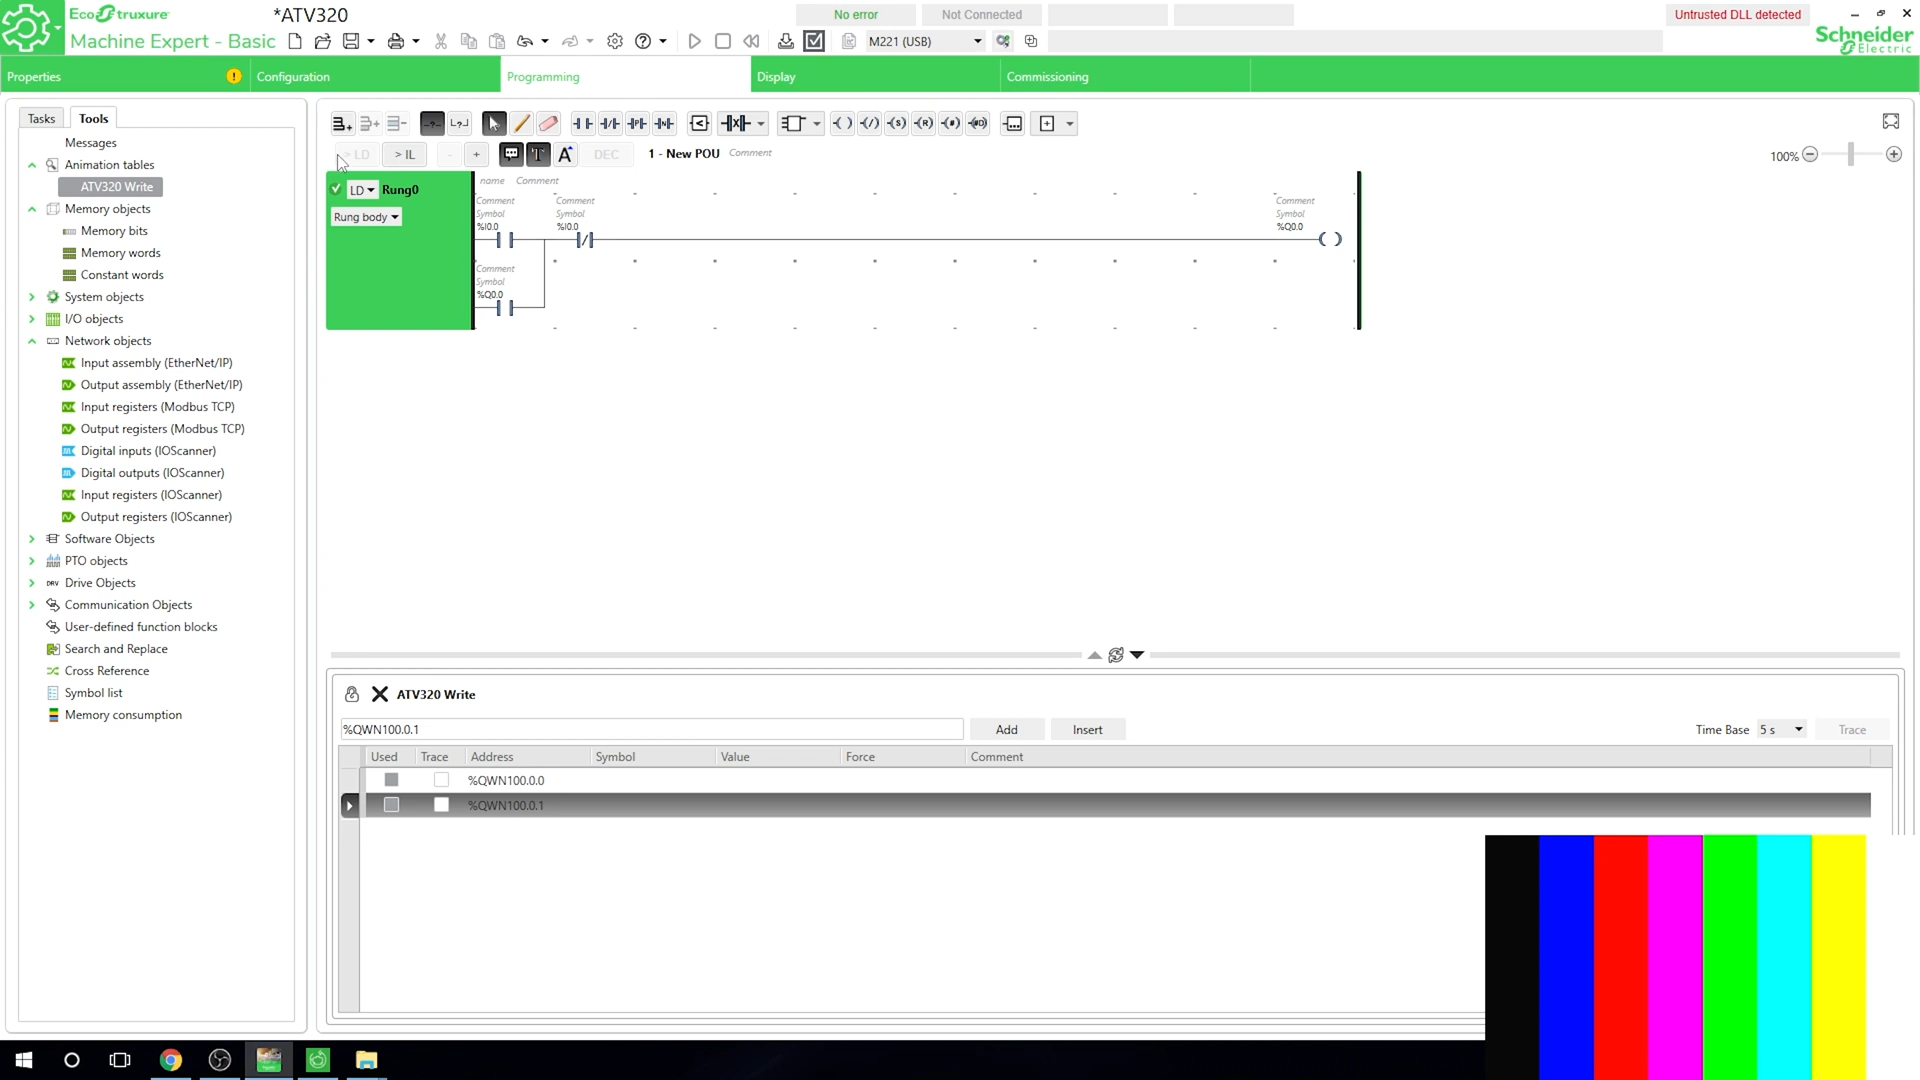 EcoStruxure
Machine Expert - Basic
*ATV320
No error
Not Connected
Untrusted DLL detected
M221 (USB)
Schneider
Electric
Properties
Configuration
Programming
Display
Commissioning
Tasks
Tools
Messages
Animation tables
ATV320 Write
Memory objects
Memory bits
Memory words
Constant words
System objects
I/O objects
Network objects
Input assembly (EtherNet/IP)
Output assembly (EtherNet/IP)
Input registers (Modbus TCP)
Output registers (Modbus TCP)
Digital inputs (IOScanner)
Digital outputs (IOScanner)
Input registers (IOScanner)
Output registers (IOScanner)
Software Objects
PTO objects
DRV Drive Objects
Communication Objects
User-defined function blocks
Search and Replace
Cross Reference
Symbol list
Memory consumption
> LD
> IL
- +
T A
DEC
1 - New POU Comment
100%
LD Rung0
Rung body
name Comment
Comment Comment Comment
Symbol Symbol Symbol
%I0.0 %I0.0 %Q0.0
Comment
Symbol
%Q0.0
ATV320 Write
%QWN100.0.1
Add
Insert
Time Base 5 s
Trace
Used Trace Address Symbol Value Force Comment
%QWN100.0.0
%QWN100.0.1